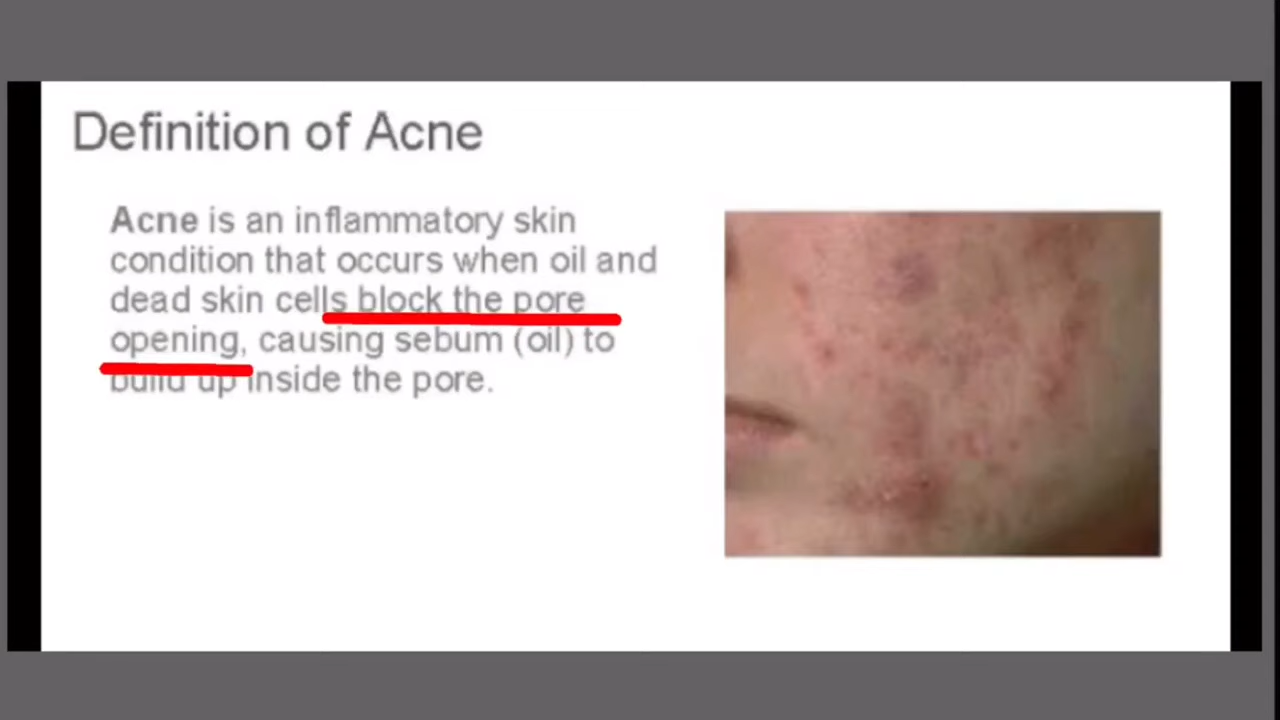 Definition of Acne
Acne is an inflammatory skin
condition that occurs when oil and
dead skin cells block the pore
opening, causing sebum (oil) to
build up inside the pore.